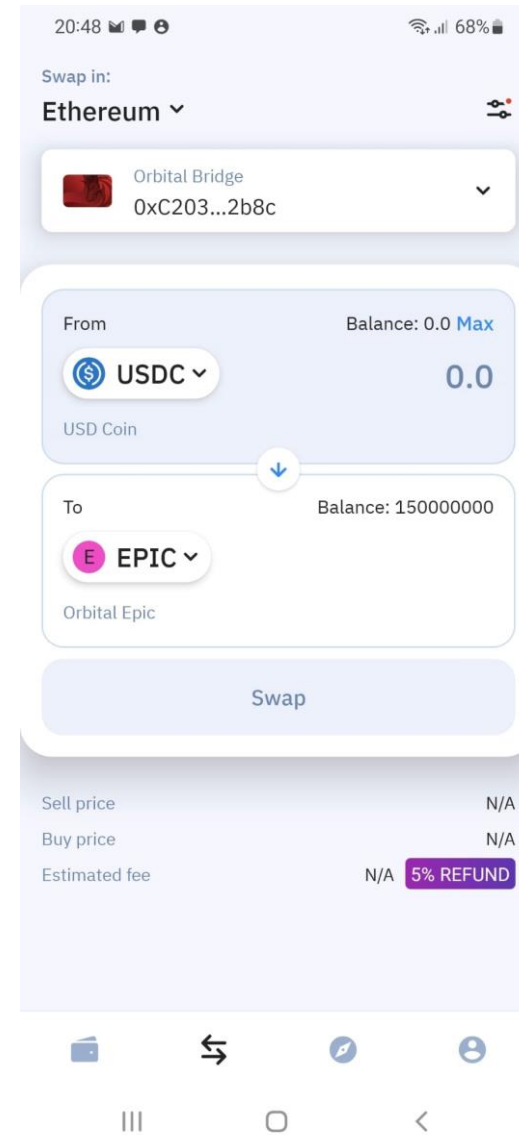 20:48
68%
Swap in:
Ethereum
Orbital Bridge
0xC203...2b8c
From
Balance: 0.0 Max
USDC
0.0
USD Coin
To
Balance: 150000000
E EPIC
Orbital Epic
Swap
Sell price N/A
Buy price N/A
Estimated fee N/A 5% REFUND